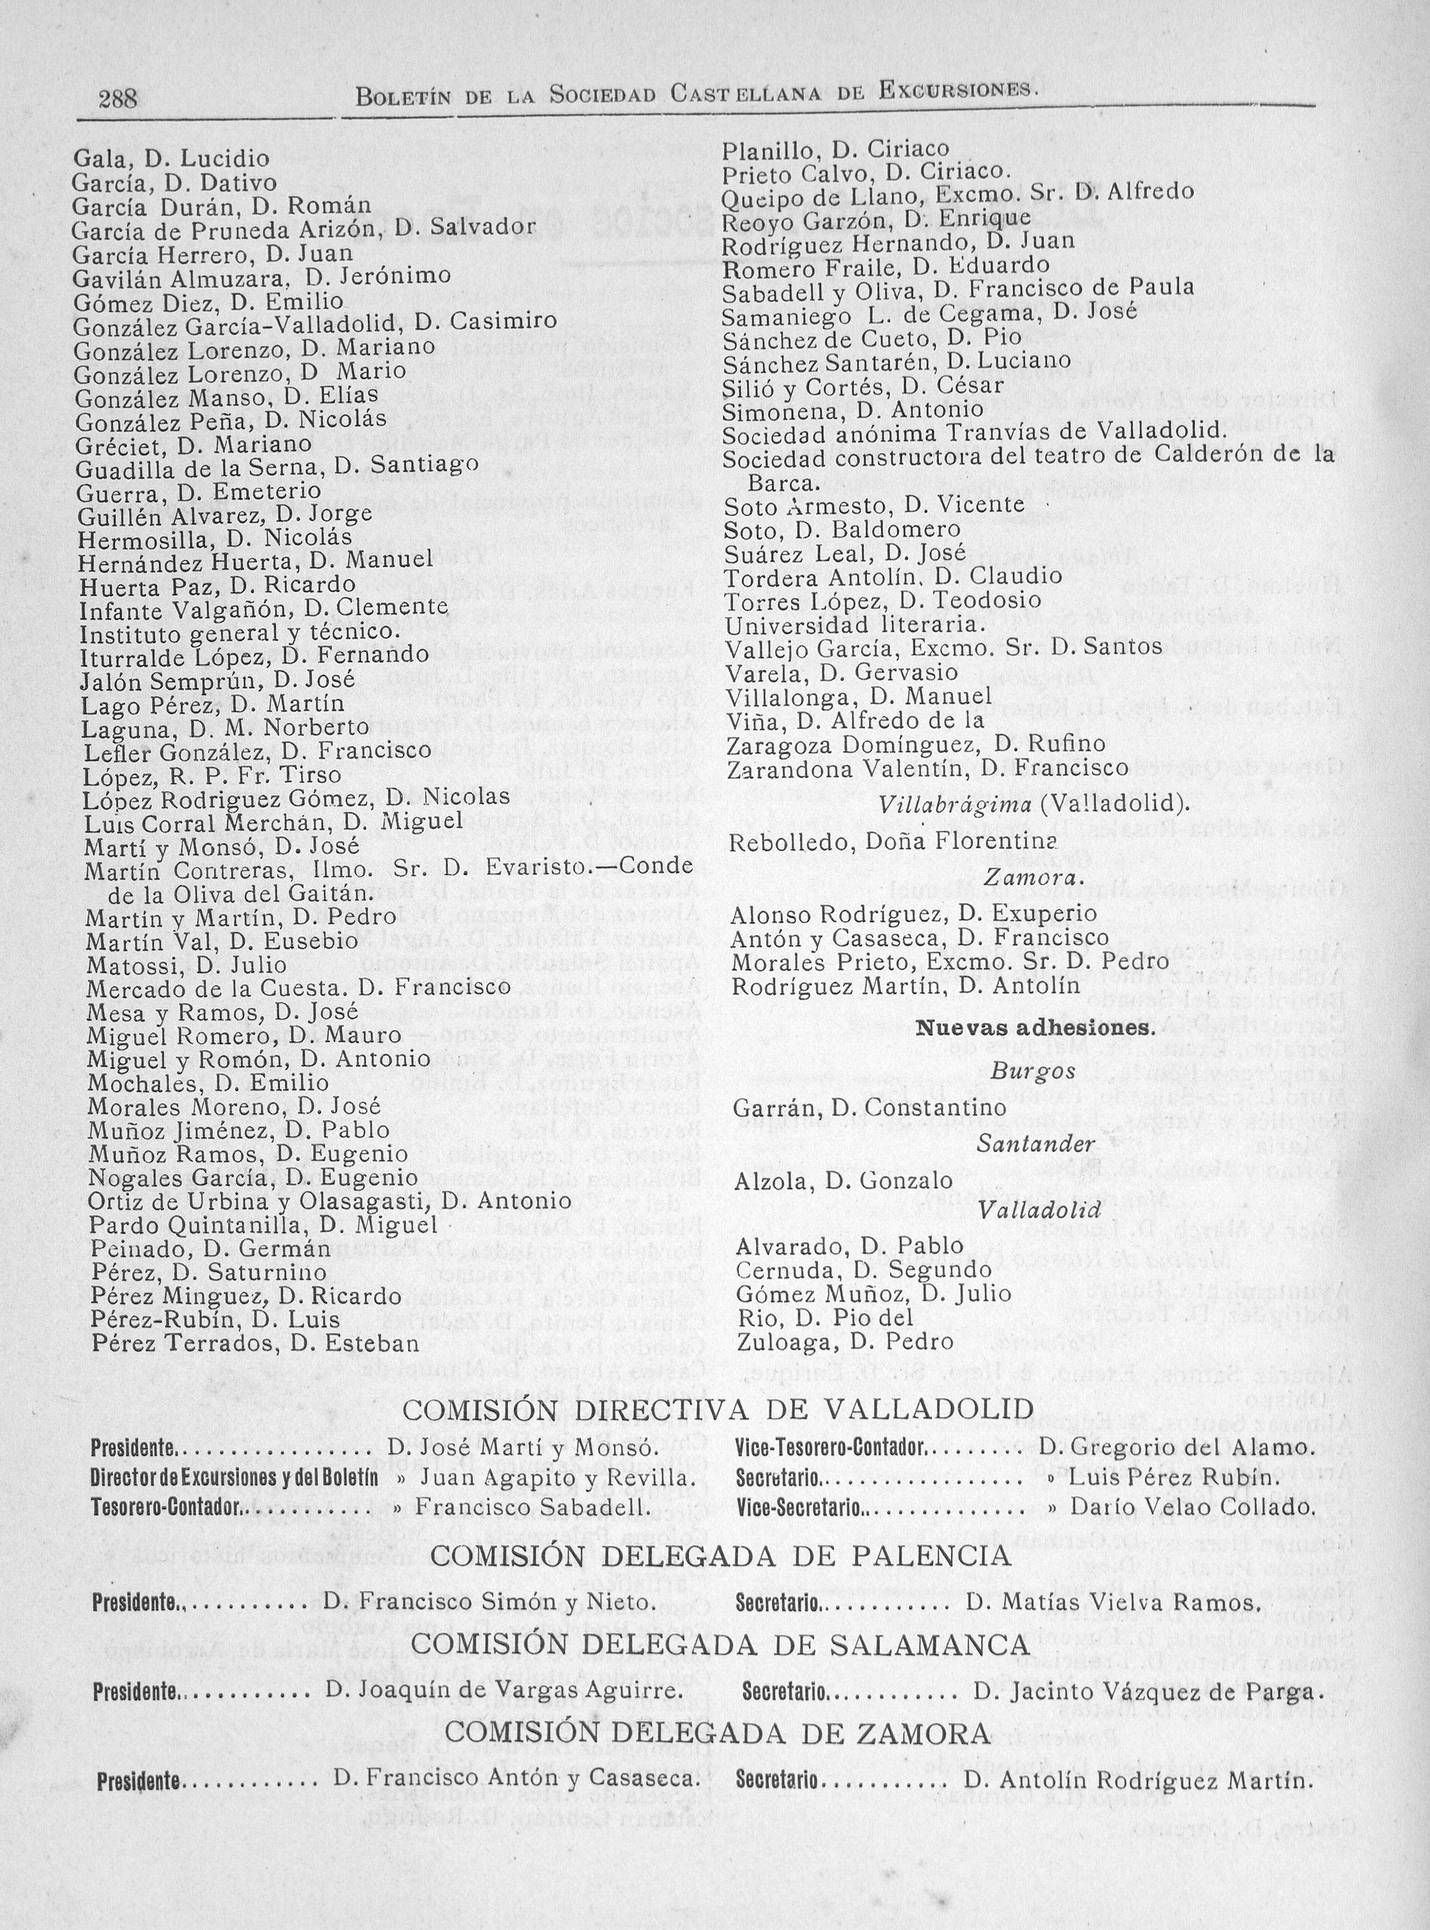 288 BOLETÍN DE LA SOCIEDAD CASTELLANA DE EXCURSIONES.
Gala, D. Lucidio
García, D. Dativo
García Durán, D. Román
García de Pruneda Arizón, D. Salvador
García Herrero, D. Juan
Gavilán Almuzara, D. Jerónimo
Gómez Diez, D. Emilio
González García-Valladolid, D. Casimiro
González Lorenzo, D. Mariano
González Lorenzo, D Mario
González Manso, D. Elías
González Peña, D. Nicolás
Gréciet, D. Mariano
Guadilla de la Serna, D. Santiago
Guerra, D. Emeterio
Guillén Alvarez, D. Jorge
Hermosilla, D. Nicolás
Hernández Huerta, D. Manuel
Huerta Paz, D. Ricardo
Infante Valgañón, D. Clemente
Instituto general y técnico.
Iturralde López, D. Fernando
Jalón Semprún, D. José
Lago Pérez, D. Martín
Laguna, D. M. Norberto
Lefler González, D. Francisco
López, R. P. Fr. Tirso
López Rodriguez Gómez, D. Nicolas
Luis Corral Merchán, D. Miguel
Martí y Monsó, D. José
Martín Contreras, Ilmo. Sr. D. Evaristo.—Conde
de la Oliva del Gaitán.
Martín y Martín, D. Pedro
Martín Val, D. Eusebio
Matossi, D. Julio
Mercado de la Cuesta. D. Francisco
Mesa y Ramos, D. José
Miguel Romero, D. Mauro
Miguel y Romón, D. Antonio
Mochales, D. Emilio
Morales Moreno, D. José
Muñoz Jiménez, D. Pablo
Muñoz Ramos, D. Eugenio
Nogales García, D. Eugenio
Ortiz de Urbina y Olasagasti, D. Antonio
Pardo Quintanilla, D. Miguel
Peinado, D. Germán
Pérez, D. Saturnino
Pérez Minguez, D. Ricardo
Pérez-Rubín, D. Luis
Pérez Terrados, D. Esteban
Planillo, D. Ciriaco
Prieto Calvo, D. Ciriaco.
Queipo de Llano, Excmo. Sr. D. Alfredo
Reoyo Garzón, D. Enrique
Rodríguez Hernando, D. Juan
Romero Fraile, D. Eduardo
Sabadell y Oliva, D. Francisco de Paula
Samaniego L. de Cegama, D. José
Sánchez de Cueto, D. Pio
Sánchez Santarén, D. Luciano
Silió y Cortés, D. César
Simonena, D. Antonio
Sociedad anónima Tranvías de Valladolid.
Sociedad constructora del teatro de Calderón de la
Barca.
Soto Armesto, D. Vicente
Soto, D. Baldomero
Suárez Leal, D. José
Tordera Antolín, D. Claudio
Torres López, D. Teodosio
Universidad literaria.
Vallejo García, Excmo. Sr. D. Santos
Varela, D. Gervasio
Villalonga, D. Manuel
Viña, D. Alfredo de la
Zaragoza Domínguez, D. Rufino
Zarandona Valentín, D. Francisco
Villabrágima (Valladolid).
Rebolledo, Doña Florentina
Zamora.
Alonso Rodríguez, D. Exuperio
Antón y Casaseca, D. Francisco
Morales Prieto, Excmo. Sr. D. Pedro
Rodríguez Martín, D. Antolín
Nuevas adhesiones.
Burgos
Garrán, D. Constantino
Santander
Alzola, D. Gonzalo
Valladolid
Alvarado, D. Pablo
Cernuda, D. Segundo
Gómez Muñoz, D. Julio
Rio, D. Pio del
Zuloaga, D. Pedro
COMISIÓN DIRECTIVA DE VALLADOLID
Presidente.................. D. José Martí y Monsó. Vice-Tesorero-Contador......... D. Gregorio del Alamo.
Director de Excursiones y del Boletín » Juan Agapito y Revilla. Secretario................... » Luis Pérez Rubín.
Tesorero-Contador............. » Francisco Sabadell. Vice-Secretario................ » Darío Velao Collado.
COMISIÓN DELEGADA DE PALENCIA
Presidente............ D. Francisco Simón y Nieto. Secretario............. D. Matías Vielva Ramos.
COMISIÓN DELEGADA DE SALAMANCA
Presidente............. D. Joaquín de Vargas Aguirre. Secretario............. D. Jacinto Vázquez de Parga.
COMISIÓN DELEGADA DE ZAMORA
Presidente............ D. Francisco Antón y Casaseca. Secretario........... D. Antolín Rodríguez Martín.